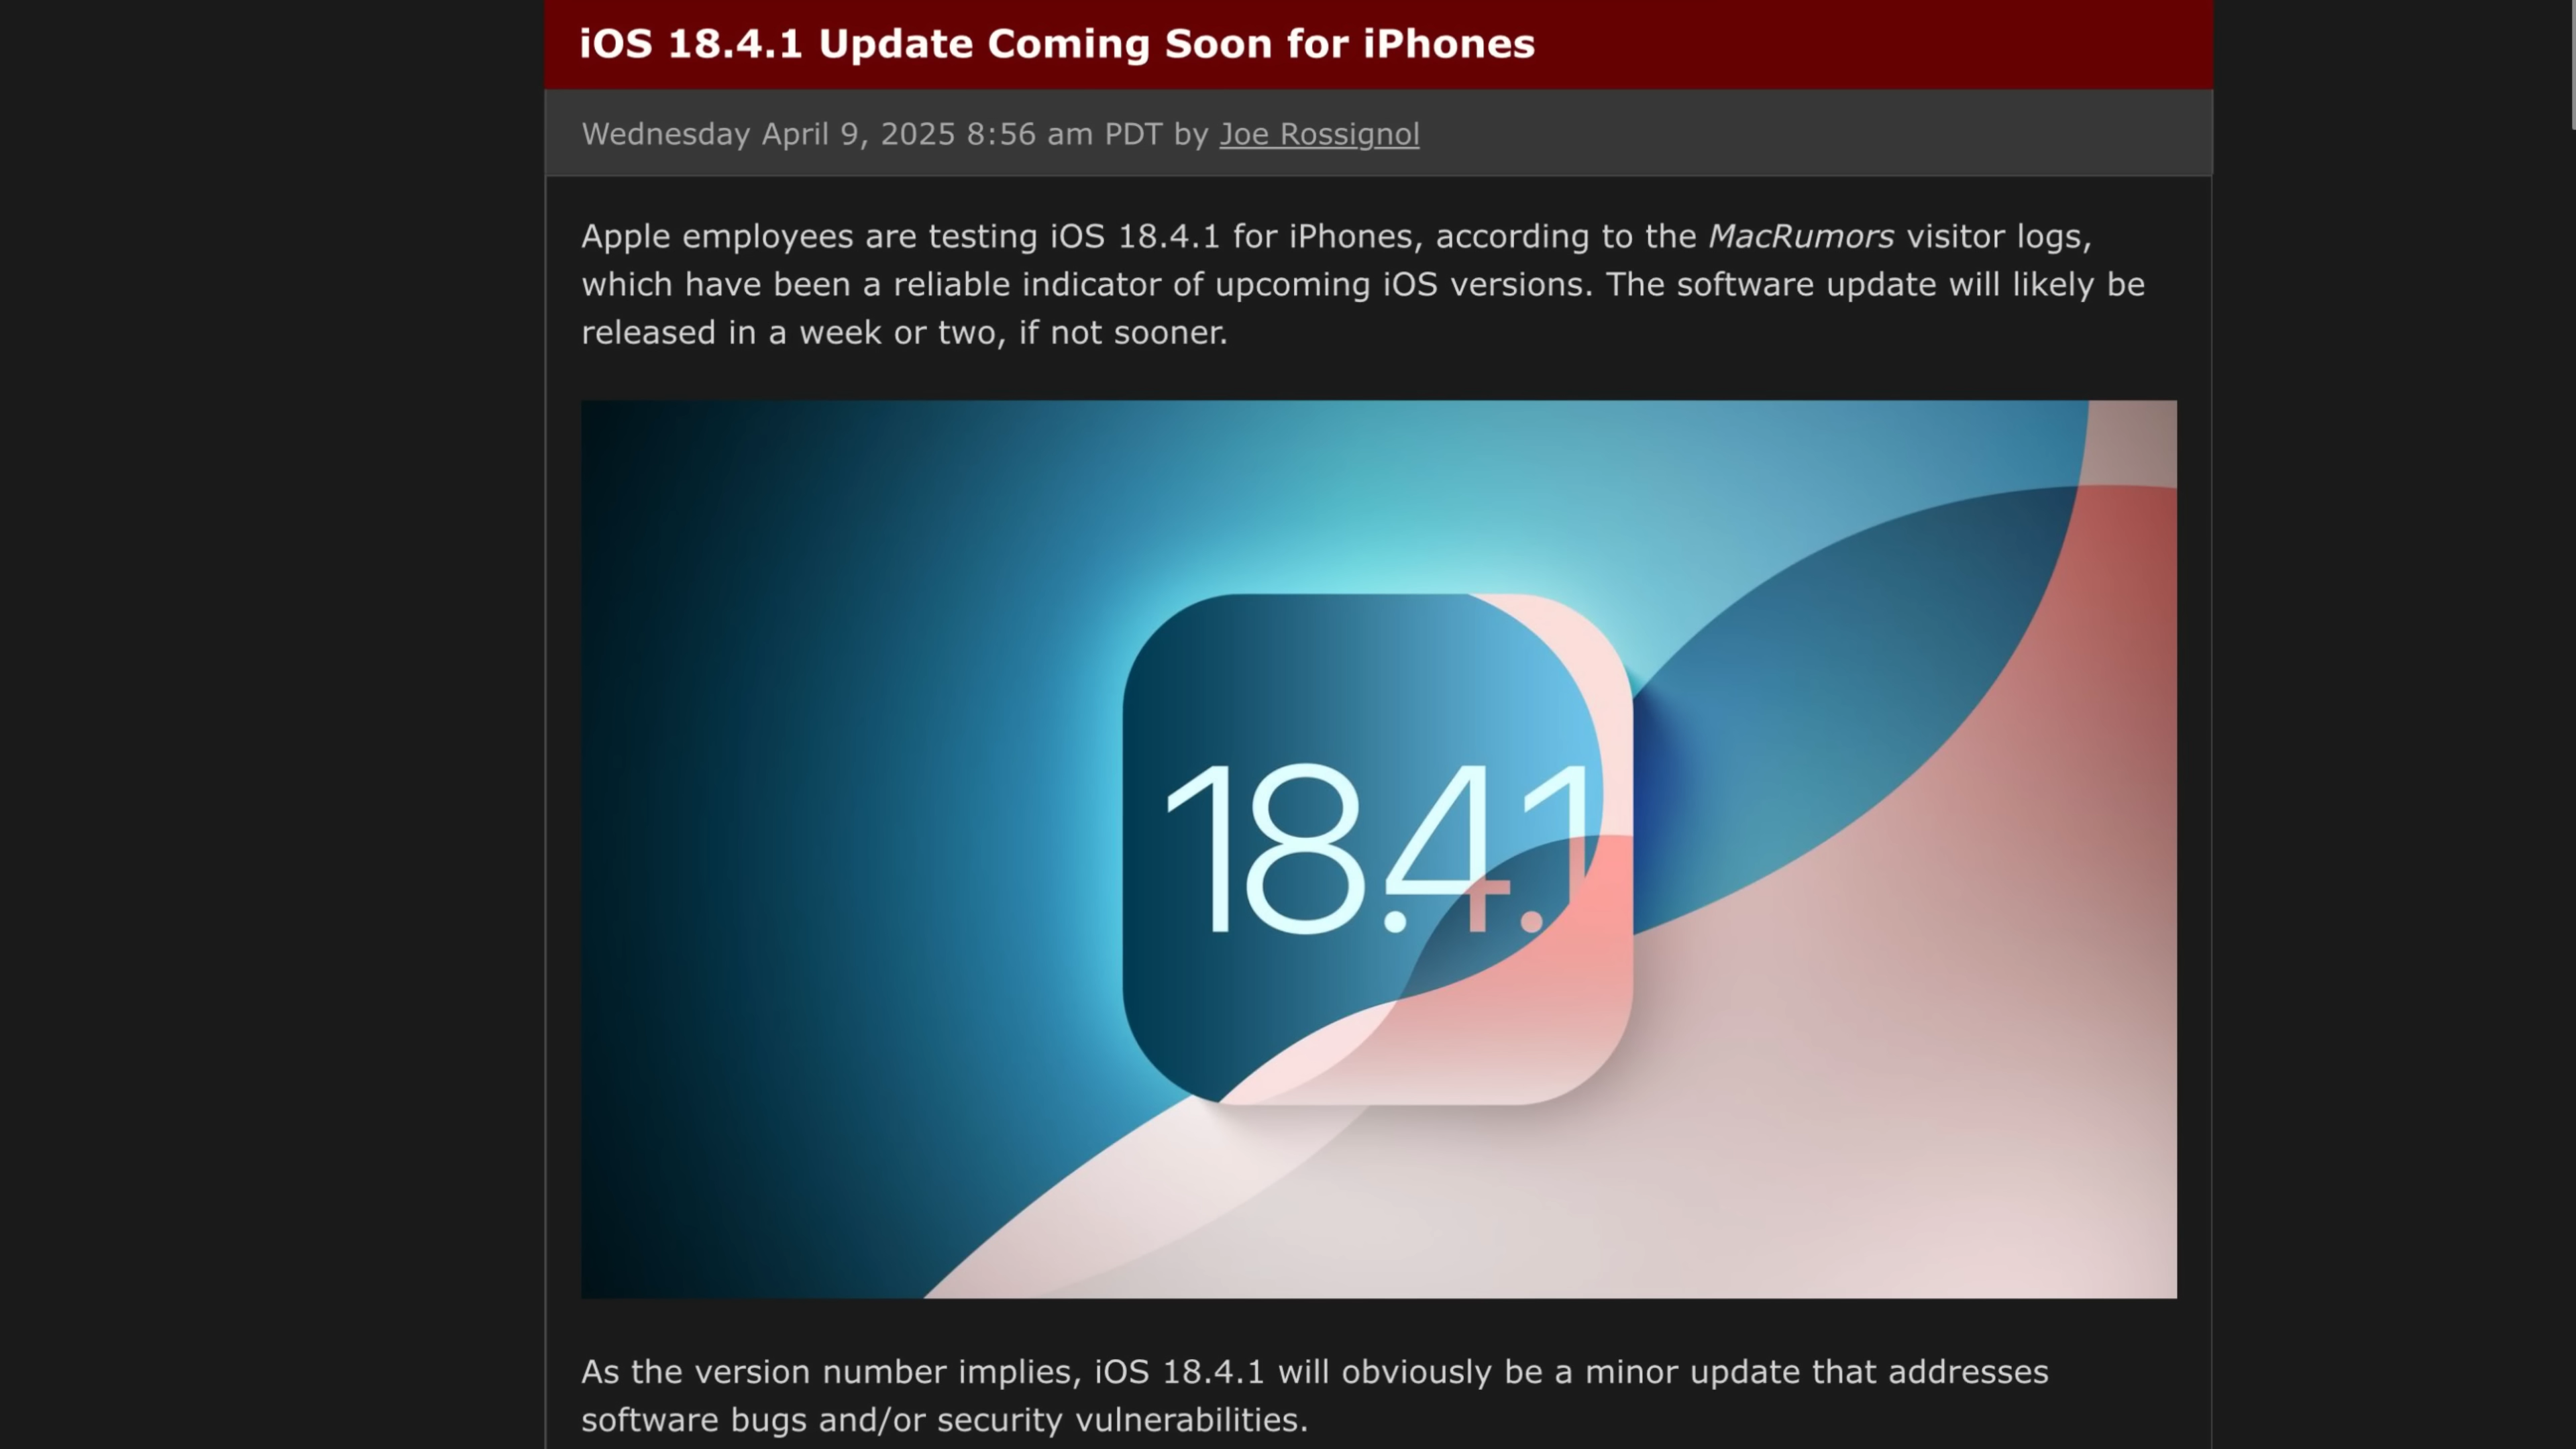 iOS 18.4.1 Update Coming Soon for iPhones
Wednesday April 9, 2025 8:56 am PDT by Joe Rossignol
Apple employees are testing iOS 18.4.1 for iPhones, according to the MacRumors visitor logs,
which have been a reliable indicator of upcoming iOS versions. The software update will likely be
released in a week or two, if not sooner.
18.4.1
As the version number implies, iOS 18.4.1 will obviously be a minor update that addresses
software bugs and/or security vulnerabilities.